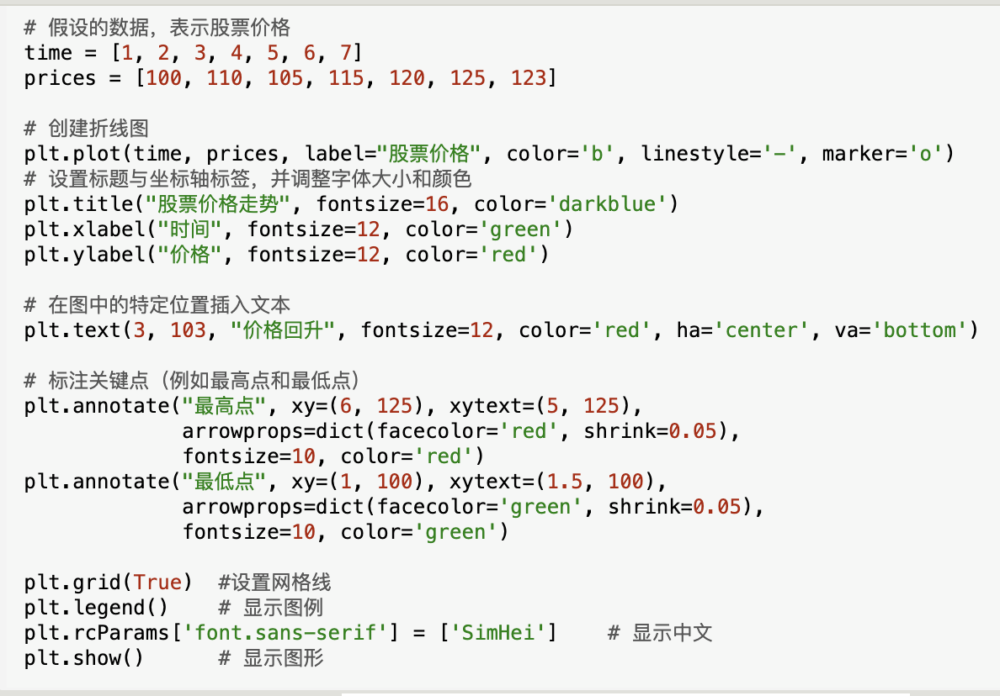 # 假设的数据，表示股票价格
time = [1, 2, 3, 4, 5, 6, 7]
prices = [100, 110, 105, 115, 120, 125, 123]
# 创建折线图
plt.plot(time, prices, label="股票价格", color='b', linestyle='-', marker='o')
# 设置标题与坐标轴标签，并调整字体大小和颜色
plt.title("股票价格走势", fontsize=16, color='darkblue')
plt.xlabel("时间", fontsize=12, color='green')
plt.ylabel("价格", fontsize=12, color='red')
# 在图中的特定位置插入文本
plt.text(3, 103, "价格回升", fontsize=12, color='red', ha='center', va='bottom')
# 标注关键点（例如最高点和最低点）
plt.annotate("最高点", xy=(6, 125), xytext=(5, 125),
             arrowprops=dict(facecolor='red', shrink=0.05),
             fontsize=10, color='red')
plt.annotate("最低点", xy=(1, 100), xytext=(1.5, 100),
             arrowprops=dict(facecolor='green', shrink=0.05),
             fontsize=10, color='green')
plt.grid(True)  #设置网格线
plt.legend()    # 显示图例
plt.rcParams['font.sans-serif'] = ['SimHei']    # 显示中文
plt.show()      # 显示图形